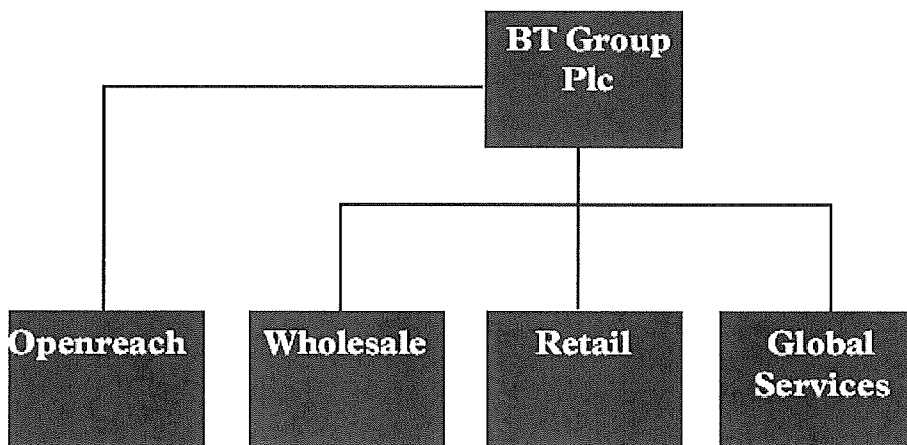 BT Group
Plc
Openreach
Wholesale
Retail
Global
Services